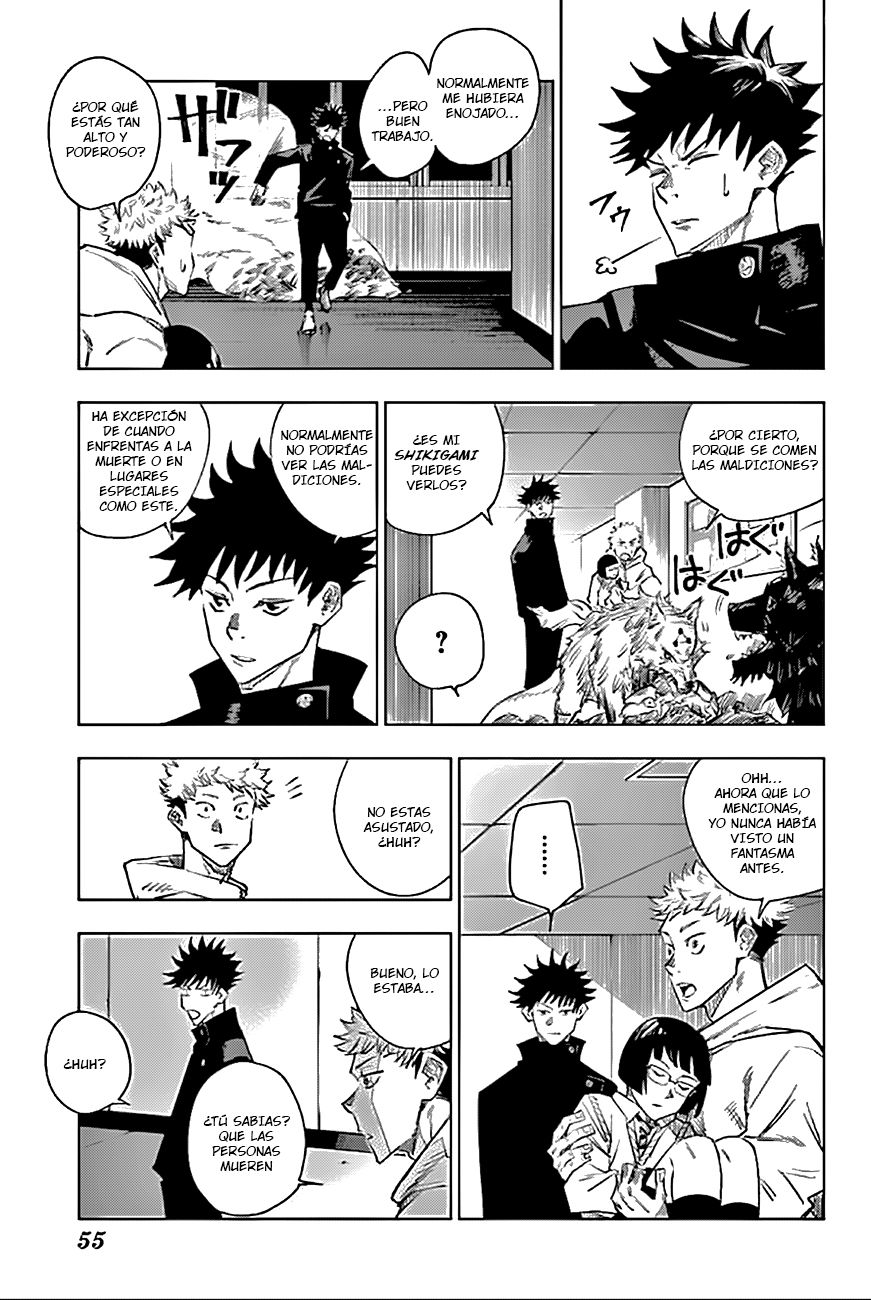 フゥ
NORMALMENTE
ME HUBIERA
ENOJADO...
...PERO
BUEN
TRABAJO.
¿POR QUÉ
ESTÁS TAN
ALTO Y
PODEROSO?
¿POR CIERTO,
PORQUE SE COMEN
LAS MALDICIONES?
はぐ
はぐ
¿ES MI
SHIKIGAMI
PUEDES
VERLOS?
?
NORMALMENTE
NO PODRÍAS
VER LAS MAL-
DICIONES.
HA EXCEPCIÓN
DE CUANDO
ENFRENTAS A LA
MUERTE O EN
LUGARES
ESPECIALES
COMO ESTE.
OHH...
AHORA QUE LO
MENCIONAS,
YO NUNCA HABÍA
VISTO UN
FANTASMA
ANTES.
......
NO ESTAS
ASUSTADO,
¿HUH?
BUENO, LO
ESTABA...
¿TÚ SABIAS?
QUE LAS
PERSONAS
MUEREN
¿HUH?
55